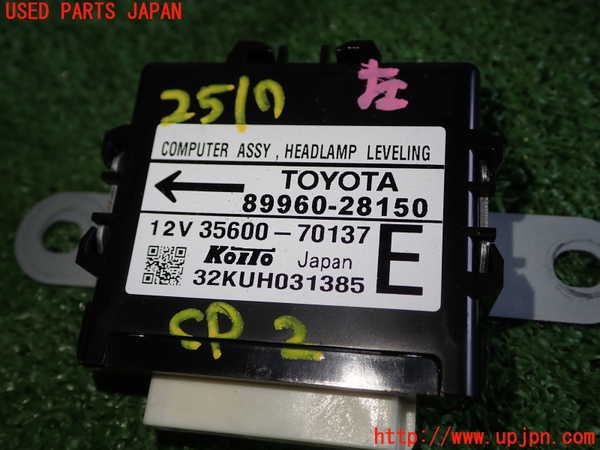 USED PARTS JAPAN
2510
左
COMPUTER ASSY, HEADLAMP LEVELING
TOYOTA
89960-28150
12V 35600-70137
E
KOITO Japan
32KUH031385
SP 2
http://www.upjpn.com